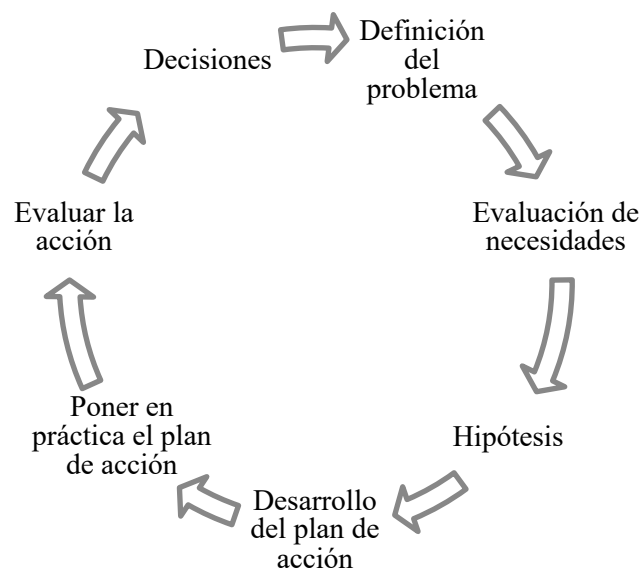 Definición
del
problema
Evaluación de
necesidades
Hipótesis
Desarrollo
del plan de
acción
Poner en
práctica el plan
de acción
Evaluar la
acción
Decisiones